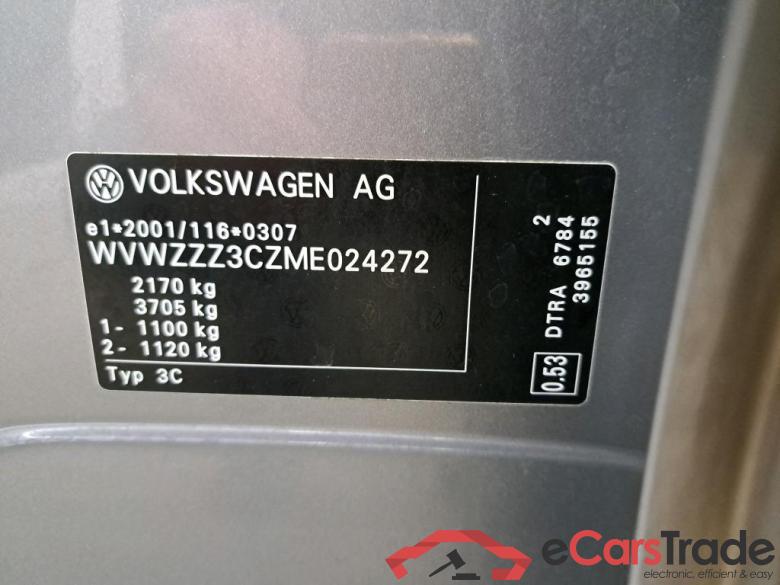 VOLKSWAGEN AG
e1*2001/116*0307
WVWZZZ3CZME024272
2170 kg
3705 kg
1- 1100 kg
2- 1120 kg
Typ 3C
0.53 DTRA 6784 2
3965155
eCarsTrade
electronic, efficient & easy